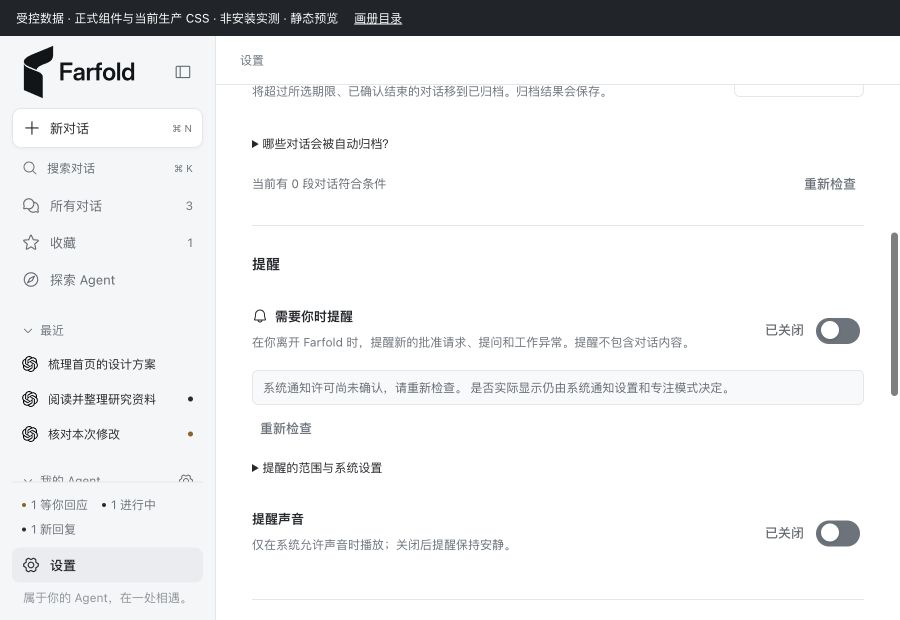 受控数据 · 正式组件与当前生产 CSS · 非安装实测 · 静态预览 画册目录
Farfold
新对话 ⌘ N
搜索对话 ⌘ K
所有对话 3
收藏 1
探索 Agent
最近
梳理首页的设计方案
阅读并整理研究资料
核对本次修改
我的 Agent
1 等你回应 1 进行中
1 新回复
设置
属于你的 Agent，在一处相遇。
设置
将超过所选期限、已确认结束的对话移到已归档。归档结果会保存。
哪些对话会被自动归档?
当前有 0 段对话符合条件 重新检查
提醒
需要你时提醒
已关闭
在你离开 Farfold 时，提醒新的批准请求、提问和工作异常。提醒不包含对话内容。
系统通知许可尚未确认，请重新检查。 是否实际显示仍由系统通知设置和专注模式决定。
重新检查
提醒的范围与系统设置
提醒声音
已关闭
仅在系统允许声音时播放；关闭后提醒保持安静。